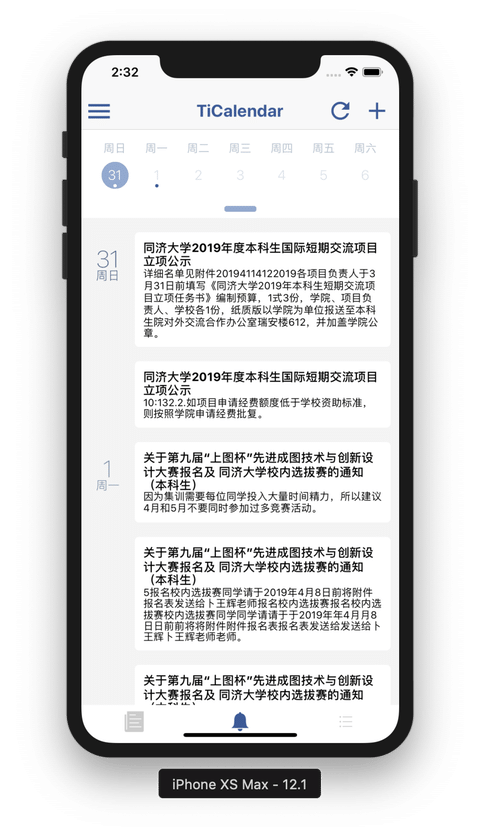 2:32
TiCalendar
周日 周一 周二 周三 周四 周五 周六
31 1 2 3 4 5 6
31
周日
同济大学2019年度本科生国际短期交流项目
立项公示
详细名单见附件20194114122019各项目负责人于3
月31日前填写《同济大学2019年本科生短期交流项
目立项任务书》编制预算，1式3份，学院、项目负
责人、学校各1份，纸质版以学院为单位报送至本科
生院对外交流合作办公室瑞安楼612，并加盖学院公
章。
同济大学2019年度本科生国际短期交流项目
立项公示
10:132.2.如项目申请经费额度低于学校资助标准，
则按照学院申请经费批复。
1
周一
关于第九届“上图杯”先进成图技术与创新设
计大赛报名及 同济大学校内选拔赛的通知
（本科生）
因为集训需要每位同学投入大量时间精力，所以建议
4月和5月不要同时参加过多竞赛活动。
关于第九届“上图杯”先进成图技术与创新设
计大赛报名及 同济大学校内选拔赛的通知
（本科生）
5报名校内选拔赛同学请于2019年4月8日前将附件
报名表发送给卜王辉老师报名校内选拔赛报名校内选
拔赛校内选拔赛同学同学请请于于年年年月月8
日日前前将将附件附件报名表报名表发送给发送给卜
王辉卜王辉老师老师。
关于第九届“上图杯”先进成图技术与创新设
计大赛报名及 同济大学校内选拔赛的通知
（本科生）
iPhone XS Max - 12.1